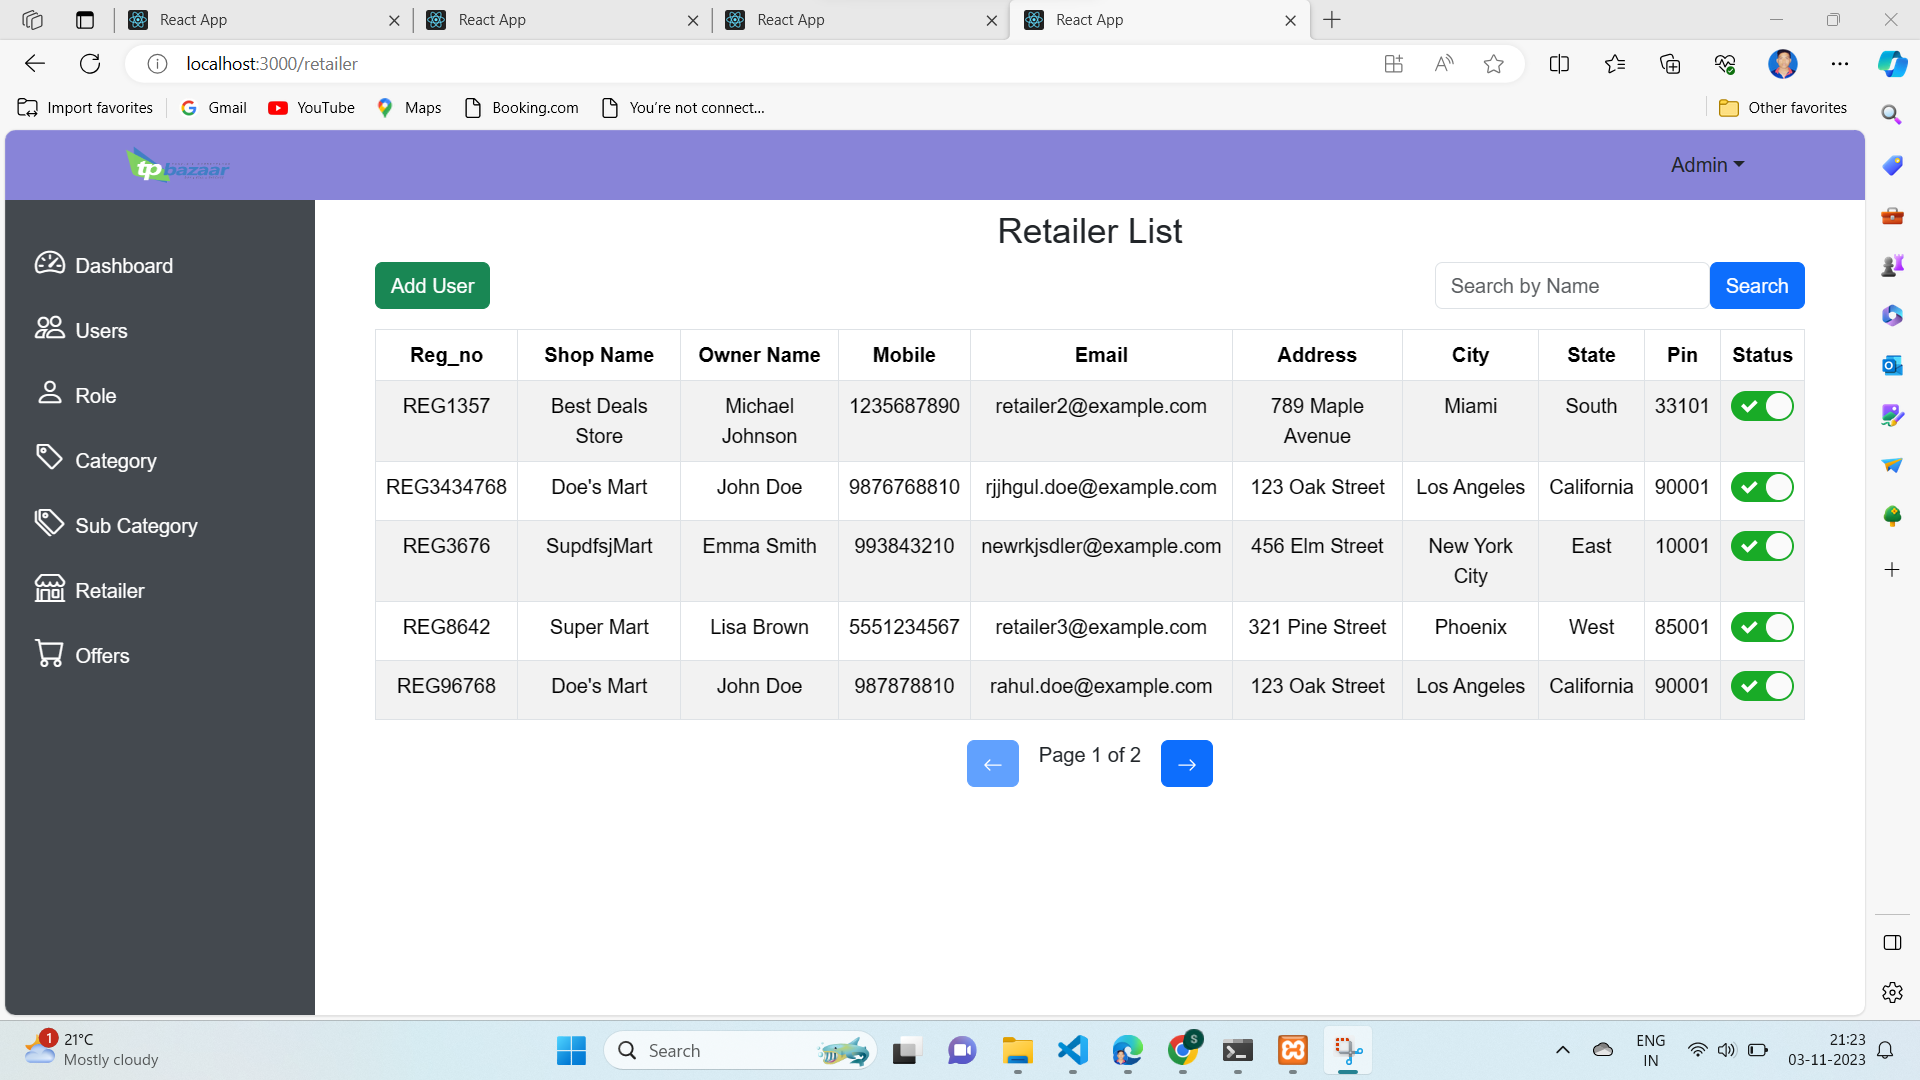 React App
React App
React App
React App
localhost:3000/retailer
Import favorites
Gmail
YouTube
Maps
Booking.com
You're not connect...
Other favorites
tp bazaar
Admin
Dashboard
Users
Role
Category
Sub Category
Retailer
Offers
Retailer List
Add User
Search by Name
Search
Reg_no Shop Name Owner Name Mobile Email Address City State Pin Status
REG1357 Best Deals Store Michael Johnson 1235687890 retailer2@example.com 789 Maple Avenue Miami South 33101
REG3434768 Doe's Mart John Doe 9876768810 rjjhgul.doe@example.com 123 Oak Street Los Angeles California 90001
REG3676 SupdfsjMart Emma Smith 993843210 newrkjsdler@example.com 456 Elm Street New York City East 10001
REG8642 Super Mart Lisa Brown 5551234567 retailer3@example.com 321 Pine Street Phoenix West 85001
REG96768 Doe's Mart John Doe 987878810 rahul.doe@example.com 123 Oak Street Los Angeles California 90001
Page 1 of 2
1
21°C
Mostly cloudy
Search
S
ENG
IN
21:23
03-11-2023